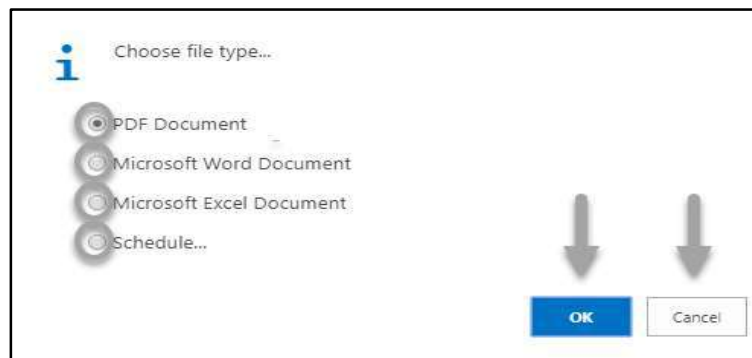 Choose file type...
PDF Document
Microsoft Word Document
Microsoft Excel Document
Schedule...
OK
Cancel